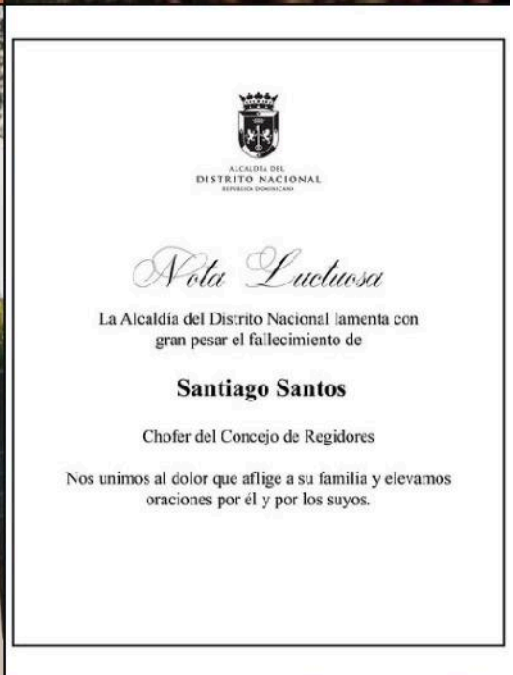 ALCALDÍA DEL
DISTRITO NACIONAL
REPÚBLICA DOMINICANA
Nota Luctuosa
La Alcaldía del Distrito Nacional lamenta con
gran pesar el fallecimiento de
Santiago Santos
Chofer del Concejo de Regidores
Nos unimos al dolor que aflige a su familia y elevamos
oraciones por él y por los suyos.